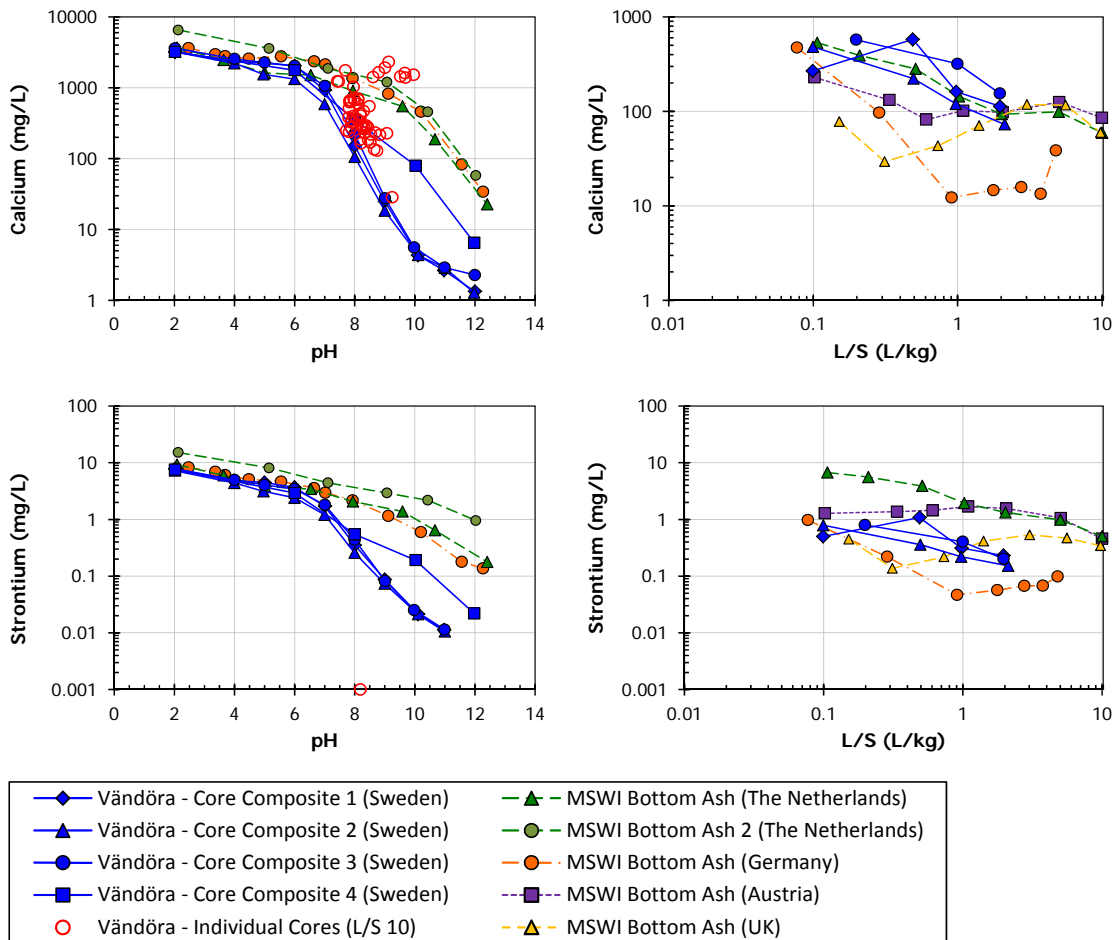 10000
1000
100
10
1
Calcium (mg/L)
0 2 4 6 8 10 12 14
pH
1000
100
10
1
Calcium (mg/L)
0.01 0.1 1 10
L/S (L/kg)
100
10
1
0.1
0.01
0.001
Strontium (mg/L)
0 2 4 6 8 10 12 14
pH
100
10
1
0.1
0.01
0.001
Strontium (mg/L)
0.01 0.1 1 10
L/S (L/kg)
Vändöra - Core Composite 1 (Sweden)
Vändöra - Core Composite 2 (Sweden)
Vändöra - Core Composite 3 (Sweden)
Vändöra - Core Composite 4 (Sweden)
Vändöra - Individual Cores (L/S 10)
MSWI Bottom Ash (The Netherlands)
MSWI Bottom Ash 2 (The Netherlands)
MSWI Bottom Ash (Germany)
MSWI Bottom Ash (Austria)
MSWI Bottom Ash (UK)